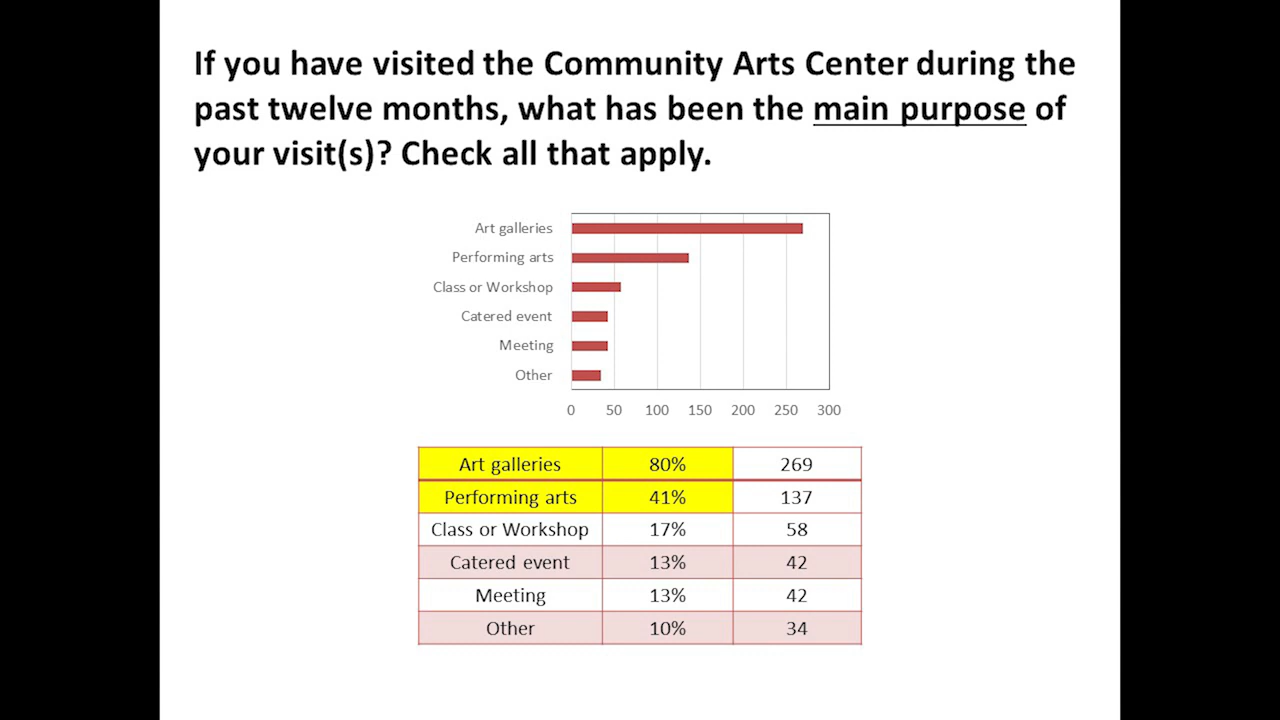 If you have visited the Community Arts Center during the
past twelve months, what has been the main purpose of
your visit(s)? Check all that apply.
Art galleries
Performing arts
Class or Workshop
Catered event
Meeting
Other
0 50 100 150 200 250 300
Art galleries 80% 269
Performing arts 41% 137
Class or Workshop 17% 58
Catered event 13% 42
Meeting 13% 42
Other 10% 34